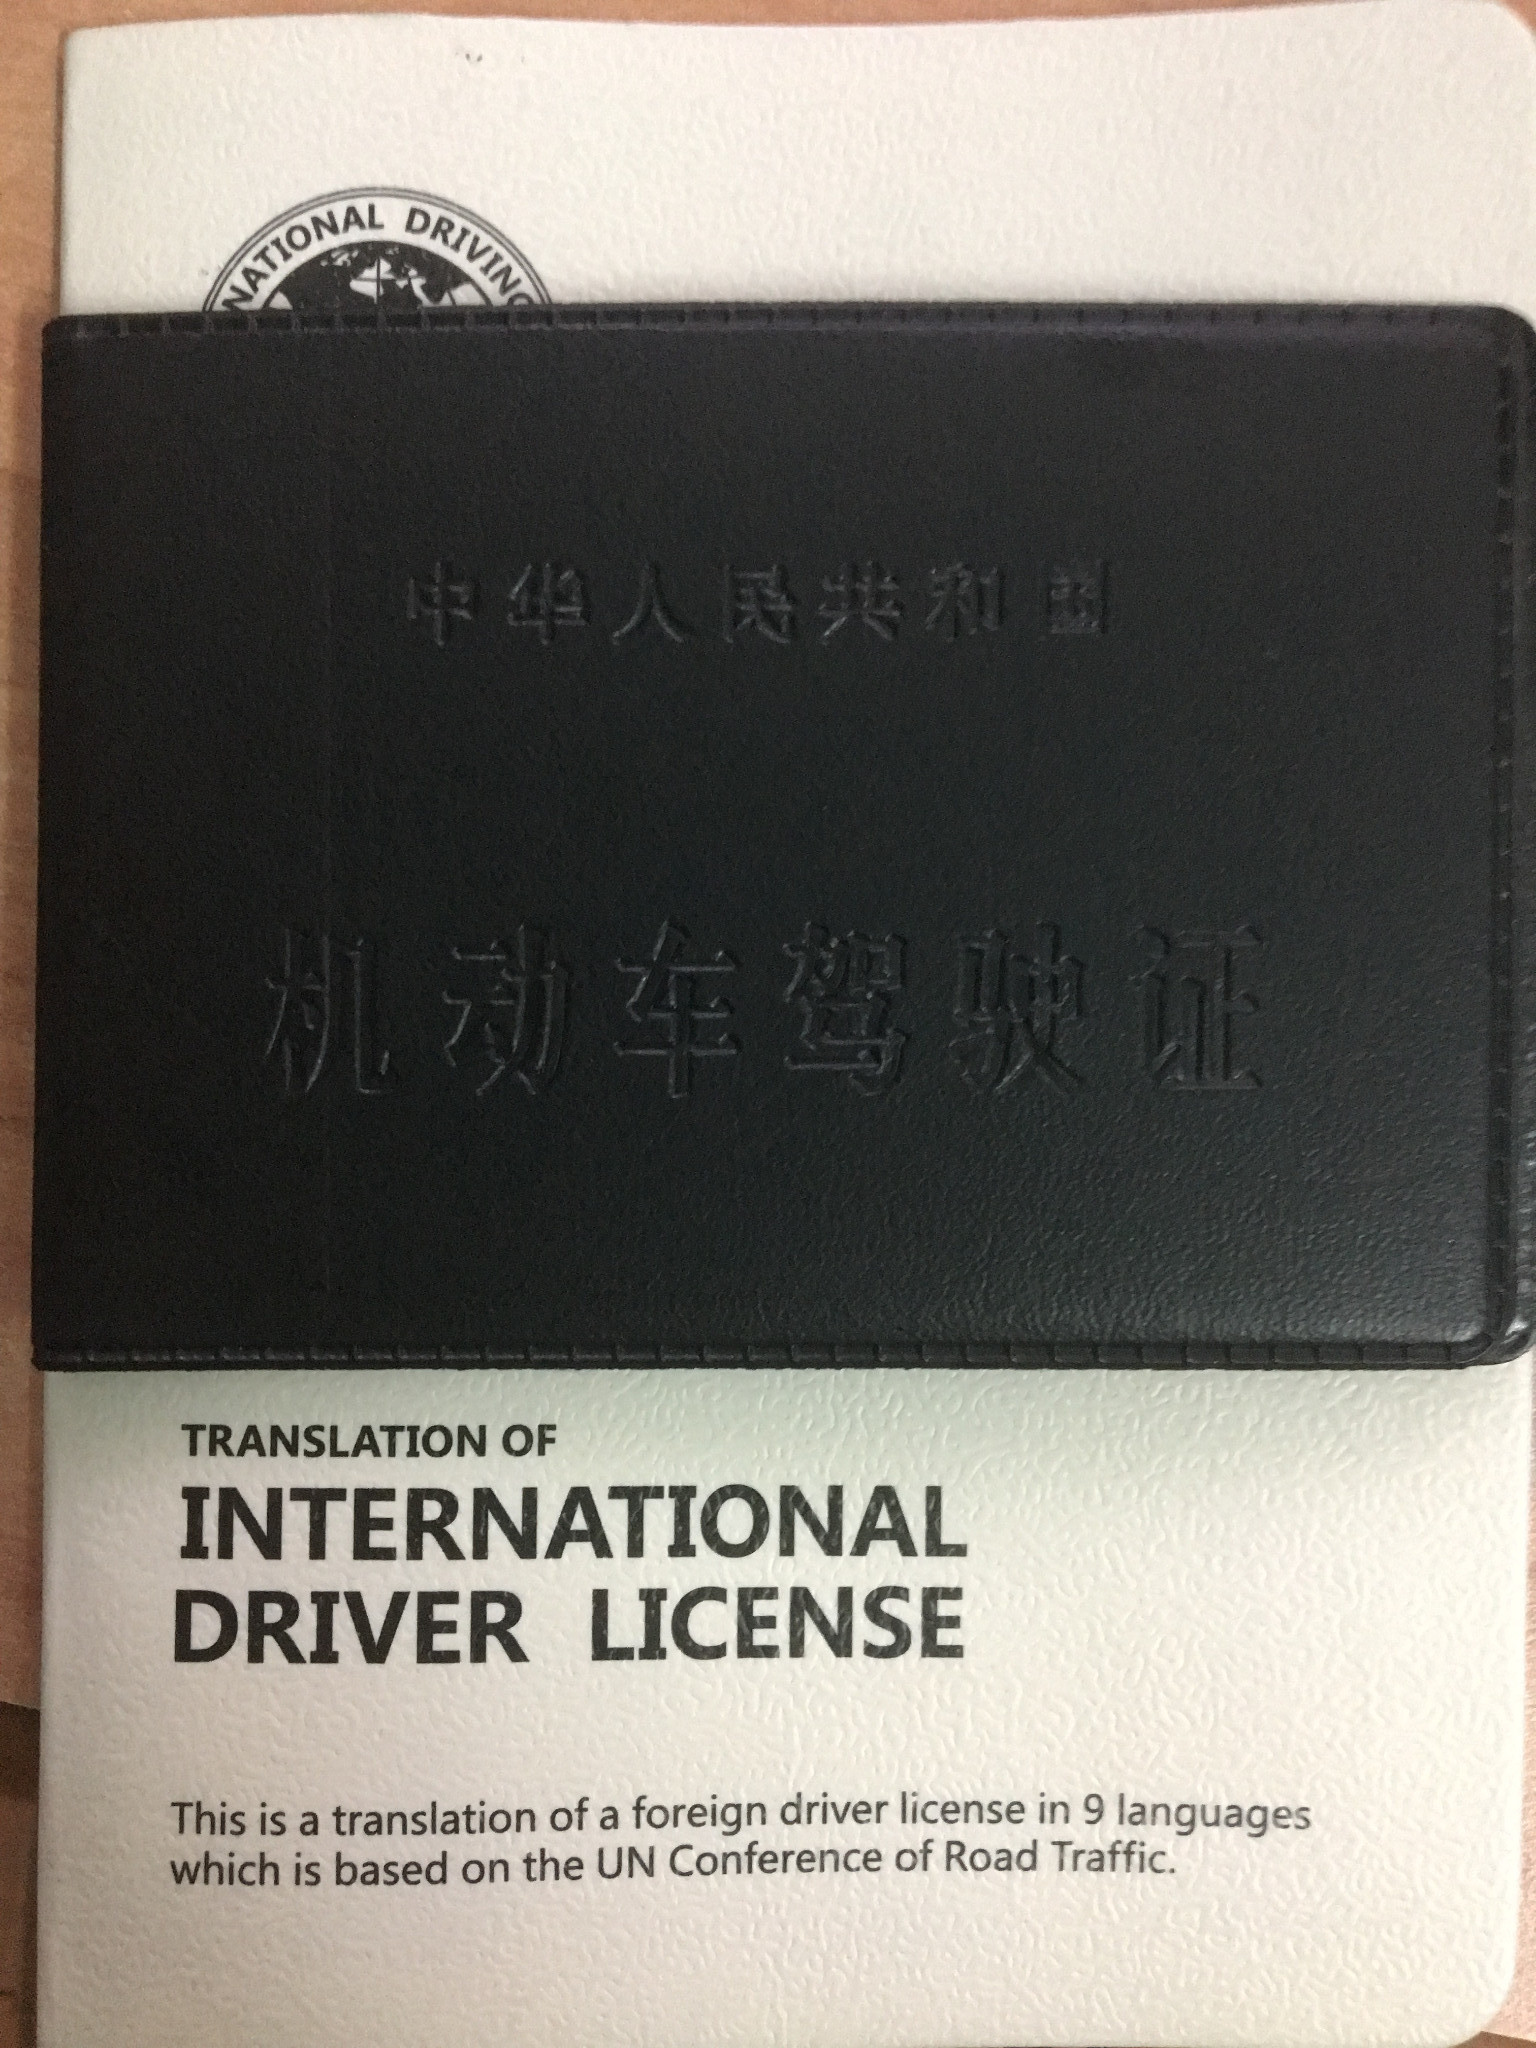 NATIONAL DRIVING
中华人民共和国
机动车驾驶证
TRANSLATION OF
INTERNATIONAL
DRIVER LICENSE
This is a translation of a foreign driver license in 9 languages
which is based on the UN Conference of Road Traffic.